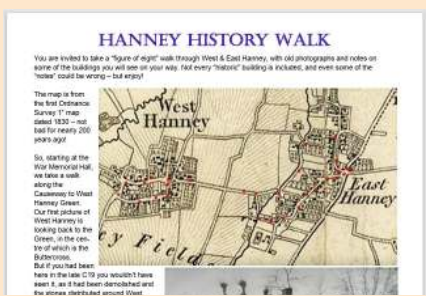 HANNEY HISTORY WALK
You are invited to take a "figure of eight" walk through West & East Hanney, with old photographs and notes on
some of the buildings you will see on your way. Not every "historic" building is included, and even some of the
"notes" could be wrong – but enjoy!
The map is from
the first Ordnance
Survey 1" map
dated 1830 – not
bad for nearly 200
years ago!
So, starting at the
War Memorial Hall,
we take a walk
along the
Causeway to West
Hanney Green.
Our first picture of
West Hanney is
looking back to the
Green, in the cen-
tre of which is the
Buttercross.
But if you had been
here in the late C19 you wouldn't have
seen it, as it had been demolished and
the stones distributed around West
West
Hanney
East
Hanney
ey Field